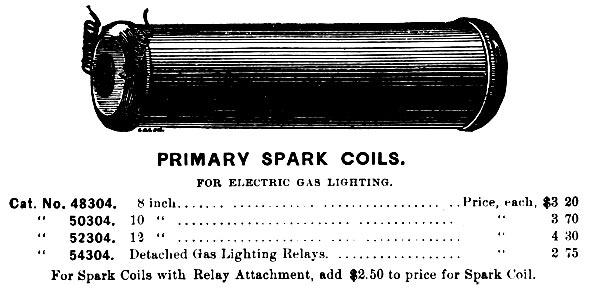 PRIMARY SPARK COILS.
FOR ELECTRIC GAS LIGHTING.
Cat. No. 48304. 8 inch.......Price, each, $3 20
“ 50304. 10 “ ....... “ 3 70
“ 52304. 12 “ ....... “ 4 30
“ 54304. Detached Gas Lighting Relays........ “ 2 75
For Spark Coils with Relay Attachment, add $2.50 to price for Spark Coil.